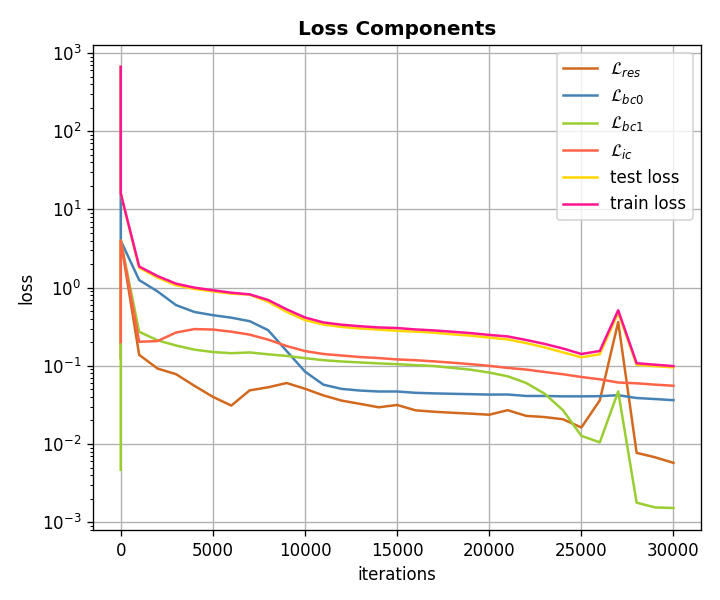 Loss Components
loss
10³
10²
10¹
10⁰
10⁻¹
10⁻²
10⁻³
ℒ_res
ℒ_bc0
ℒ_bc1
ℒ_ic
test loss
train loss
0 5000 10000 15000 20000 25000 30000
iterations